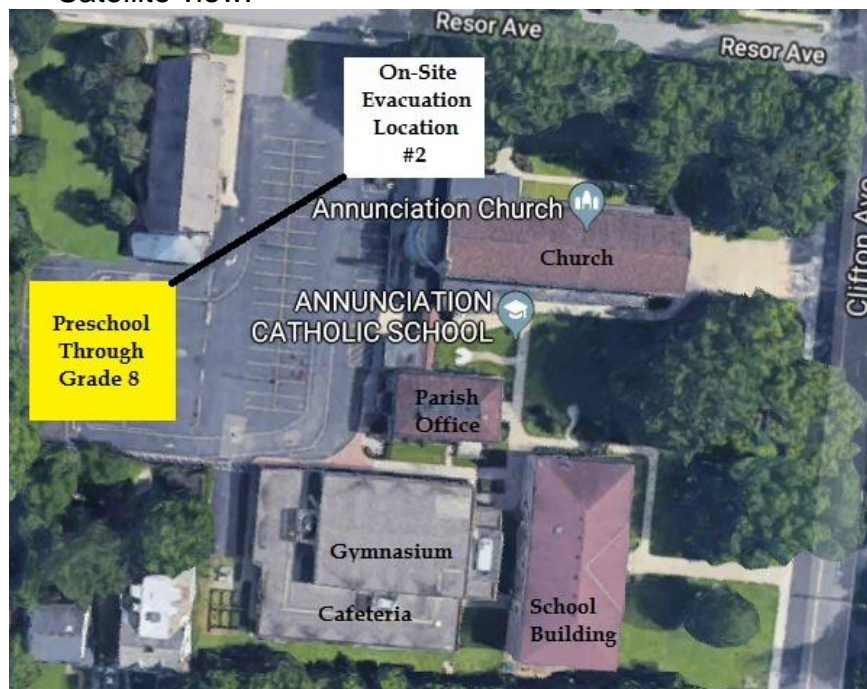 Satellite view:
Resor Ave
Resor Ave
On-Site
Evacuation
Location
#2
Annunciation Church
Church
Clifton Ave
ANNUNCIATION
CATHOLIC SCHOOL
Preschool
Through
Grade 8
Parish
Office
Gymnasium
Cafeteria
School
Building